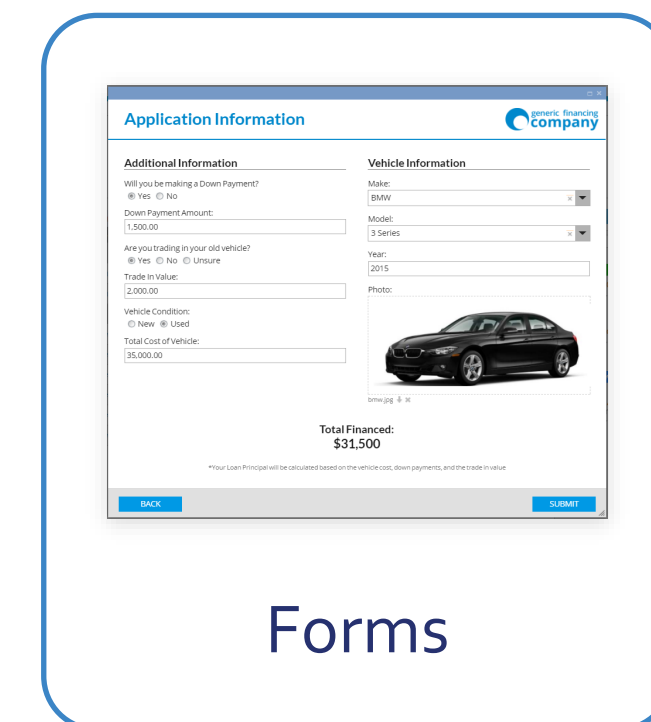 Application Information
generic financing
company
Additional Information
Will you be making a Down Payment?
Yes No
Down Payment Amount:
1,500.00
Are you trading in your old vehicle?
Yes No Unsure
Trade In Value:
2,000.00
Vehicle Condition:
New Used
Total Cost of Vehicle:
35,000.00
Vehicle Information
Make:
BMW
Model:
3 Series
Year:
2015
Photo:
bmw.jpg
Total Financed:
$31,500
*Your Loan Principal will be calculated based on the vehicle cost, down payments, and the trade in value
BACK
SUBMIT
Forms